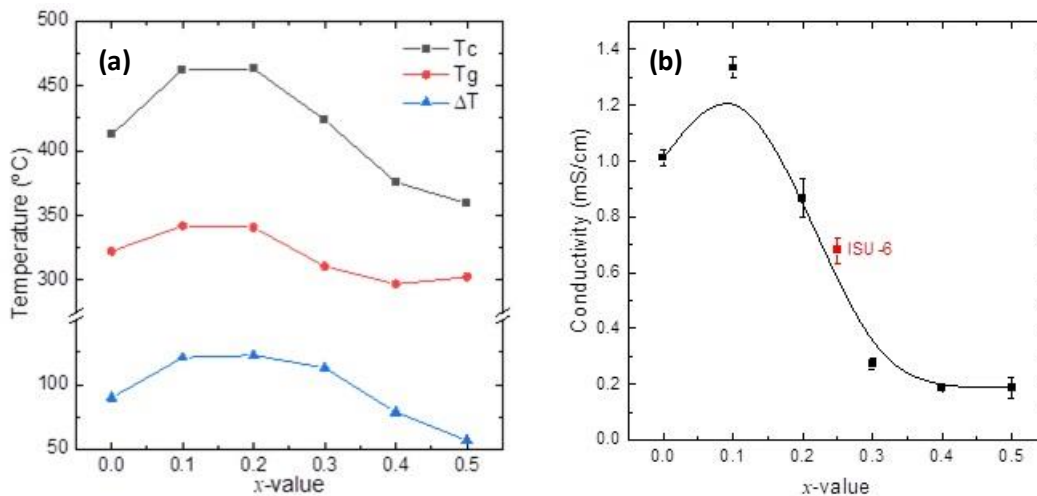 (a)
Tc
Tg
ΔT
500
450
400
350
300
100
50
Temperature (ºC)
0.0 0.1 0.2 0.3 0.4 0.5
x-value
(b)
ISU-6
1.4
1.2
1.0
0.8
0.6
0.4
0.2
0.0
Conductivity (mS/cm)
0.0 0.1 0.2 0.3 0.4 0.5
x-value